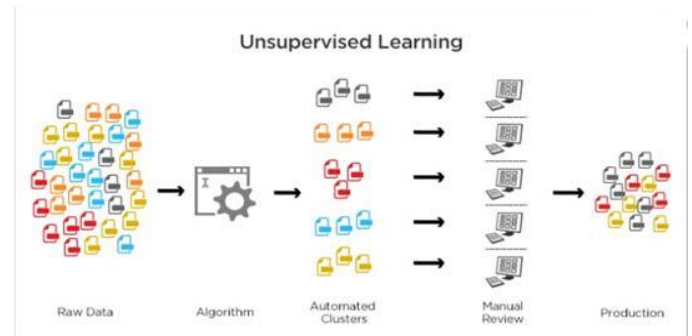 Unsupervised Learning
Raw Data
Algorithm
Automated
Clusters
Manual
Review
Production